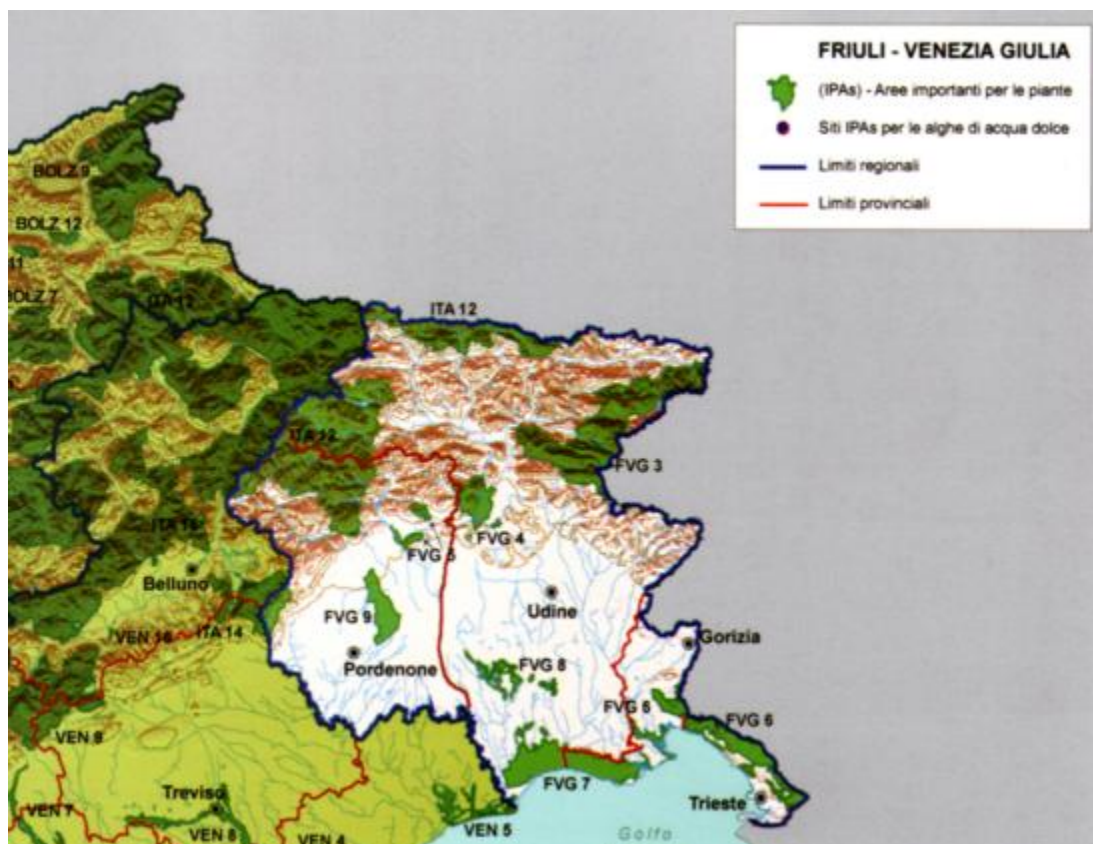 FRIULI - VENEZIA GIULIA
(IPAs) - Aree importanti per le piante
Siti IPAs per le alghe di acqua dolce
Limiti regionali
Limiti provinciali
BOLZ 9
BOLZ 12
11
BOLZ 7
ITA 12
ITA 12
ITA 12
FVG 3
FVG 4
FVG 5
Belluno
Udine
FVG 9
VEN 16
ITA 14
Gorizia
Pordenone
FVG 8
FVG 6
FVG 6
VEN 9
FVG 7
Treviso
Trieste
VEN 7
VEN 8
VEN 4
VEN 5
Golfo